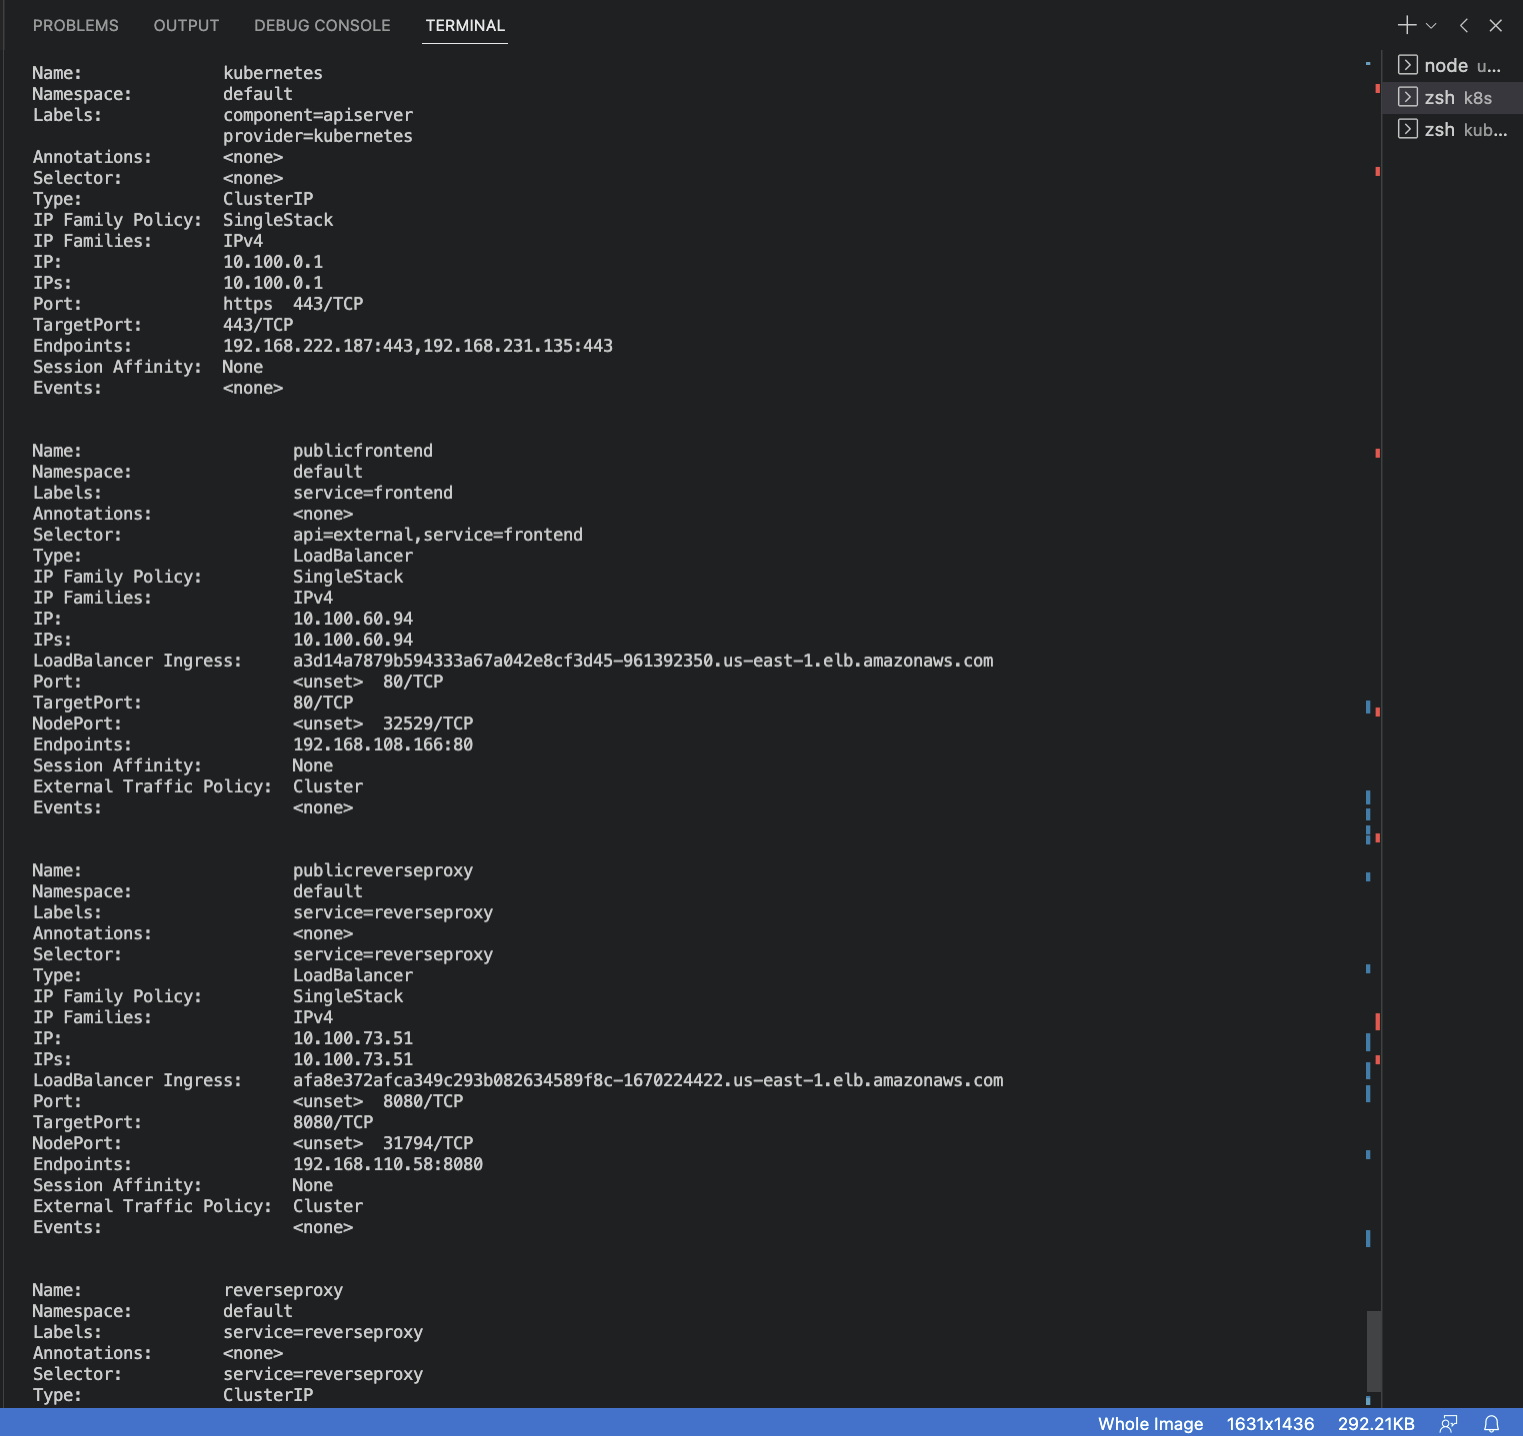 PROBLEMS OUTPUT DEBUG CONSOLE TERMINAL
node u...
zsh k8s
zsh kub...
Name: kubernetes
Namespace: default
Labels: component=apiserver
provider=kubernetes
Annotations: <none>
Selector: <none>
Type: ClusterIP
IP Family Policy: SingleStack
IP Families: IPv4
IP: 10.100.0.1
IPs: 10.100.0.1
Port: https 443/TCP
TargetPort: 443/TCP
Endpoints: 192.168.222.187:443,192.168.231.135:443
Session Affinity: None
Events: <none>
Name: publicfrontend
Namespace: default
Labels: service=frontend
Annotations: <none>
Selector: api=external,service=frontend
Type: LoadBalancer
IP Family Policy: SingleStack
IP Families: IPv4
IP: 10.100.60.94
IPs: 10.100.60.94
LoadBalancer Ingress: a3d14a7879b594333a67a042e8cf3d45-961392350.us-east-1.elb.amazonaws.com
Port: <unset> 80/TCP
TargetPort: 80/TCP
NodePort: <unset> 32529/TCP
Endpoints: 192.168.108.166:80
Session Affinity: None
External Traffic Policy: Cluster
Events: <none>
Name: publicreverseproxy
Namespace: default
Labels: service=reverseproxy
Annotations: <none>
Selector: service=reverseproxy
Type: LoadBalancer
IP Family Policy: SingleStack
IP Families: IPv4
IP: 10.100.73.51
IPs: 10.100.73.51
LoadBalancer Ingress: afa8e372afca349c293b082634589f8c-1670224422.us-east-1.elb.amazonaws.com
Port: <unset> 8080/TCP
TargetPort: 8080/TCP
NodePort: <unset> 31794/TCP
Endpoints: 192.168.110.58:8080
Session Affinity: None
External Traffic Policy: Cluster
Events: <none>
Name: reverseproxy
Namespace: default
Labels: service=reverseproxy
Annotations: <none>
Selector: service=reverseproxy
Type: ClusterIP
Whole Image 1631x1436 292.21KB